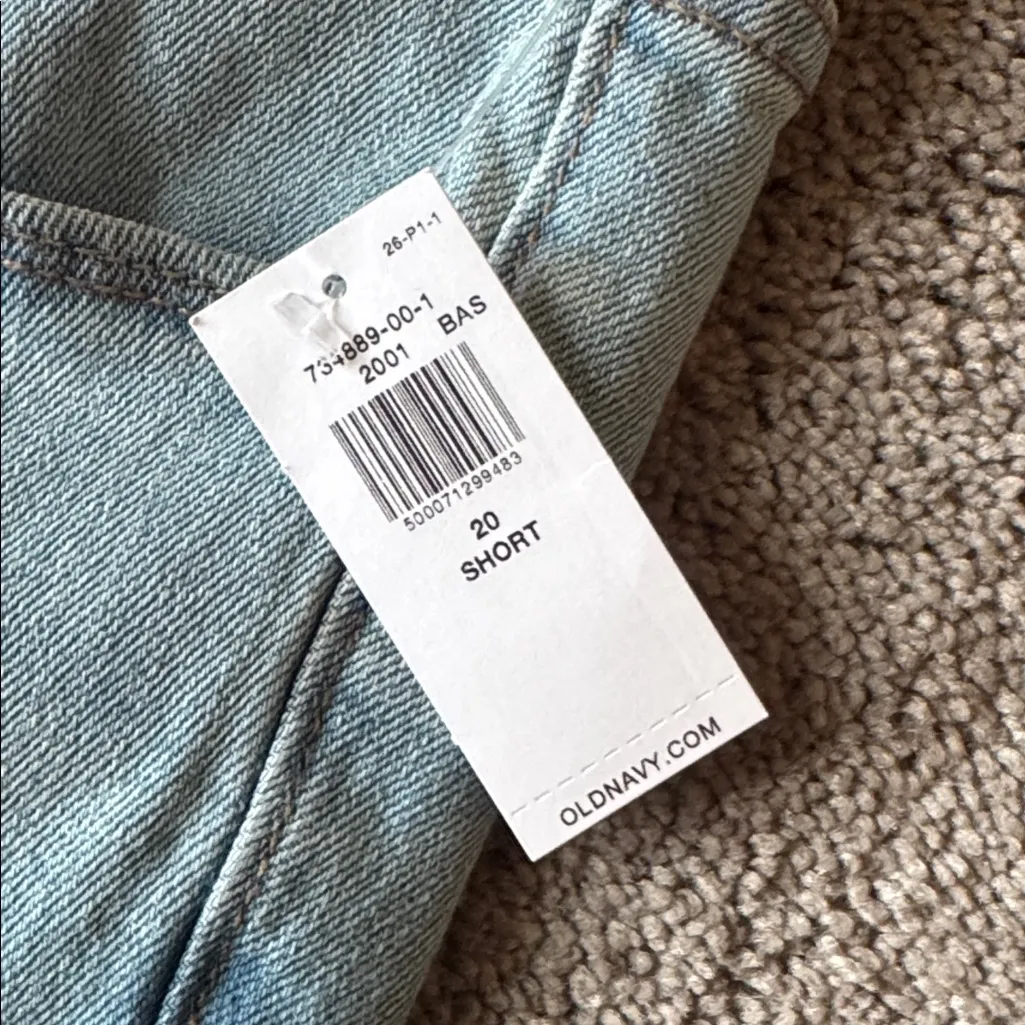 26-P1-1
734889-00-1
2001 BAS
500071299483
20
SHORT
OLDNAVY.COM